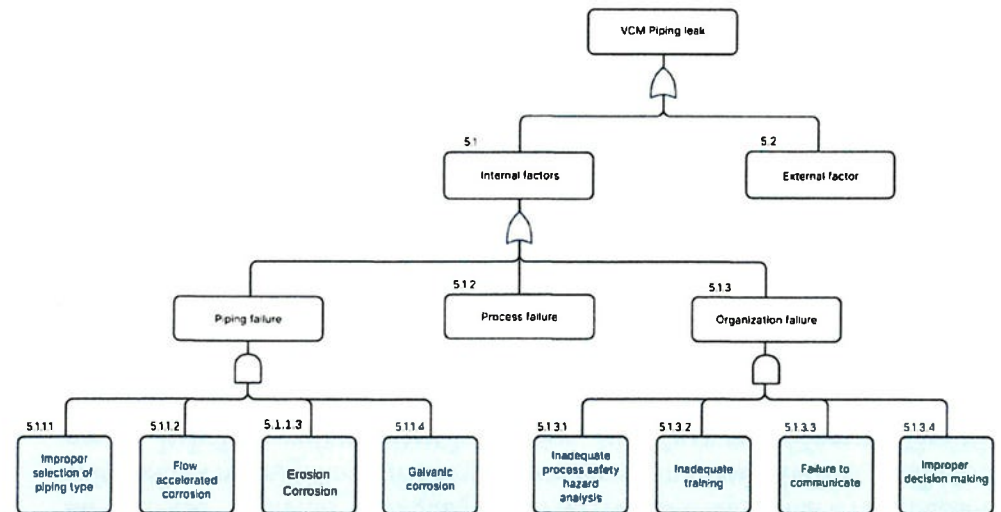 VCM Piping leak
5.1
5.2
Internal factors
External factor
5.1.2
5.1.3
Piping failure
Process failure
Organization failure
5.1.1.1
5.1.1.2
5.1.1.3
5.1.1.4
5.1.3.1
5.1.3.2
5.1.3.3
5.1.3.4
Improper
selection of
piping type
Flow
accelerated
corrosion
Erosion
Corrosion
Galvanic
corrosion
Inadequate
process safety
hazard
analysis
Inadequate
training
Failure to
communicate
Improper
decision making